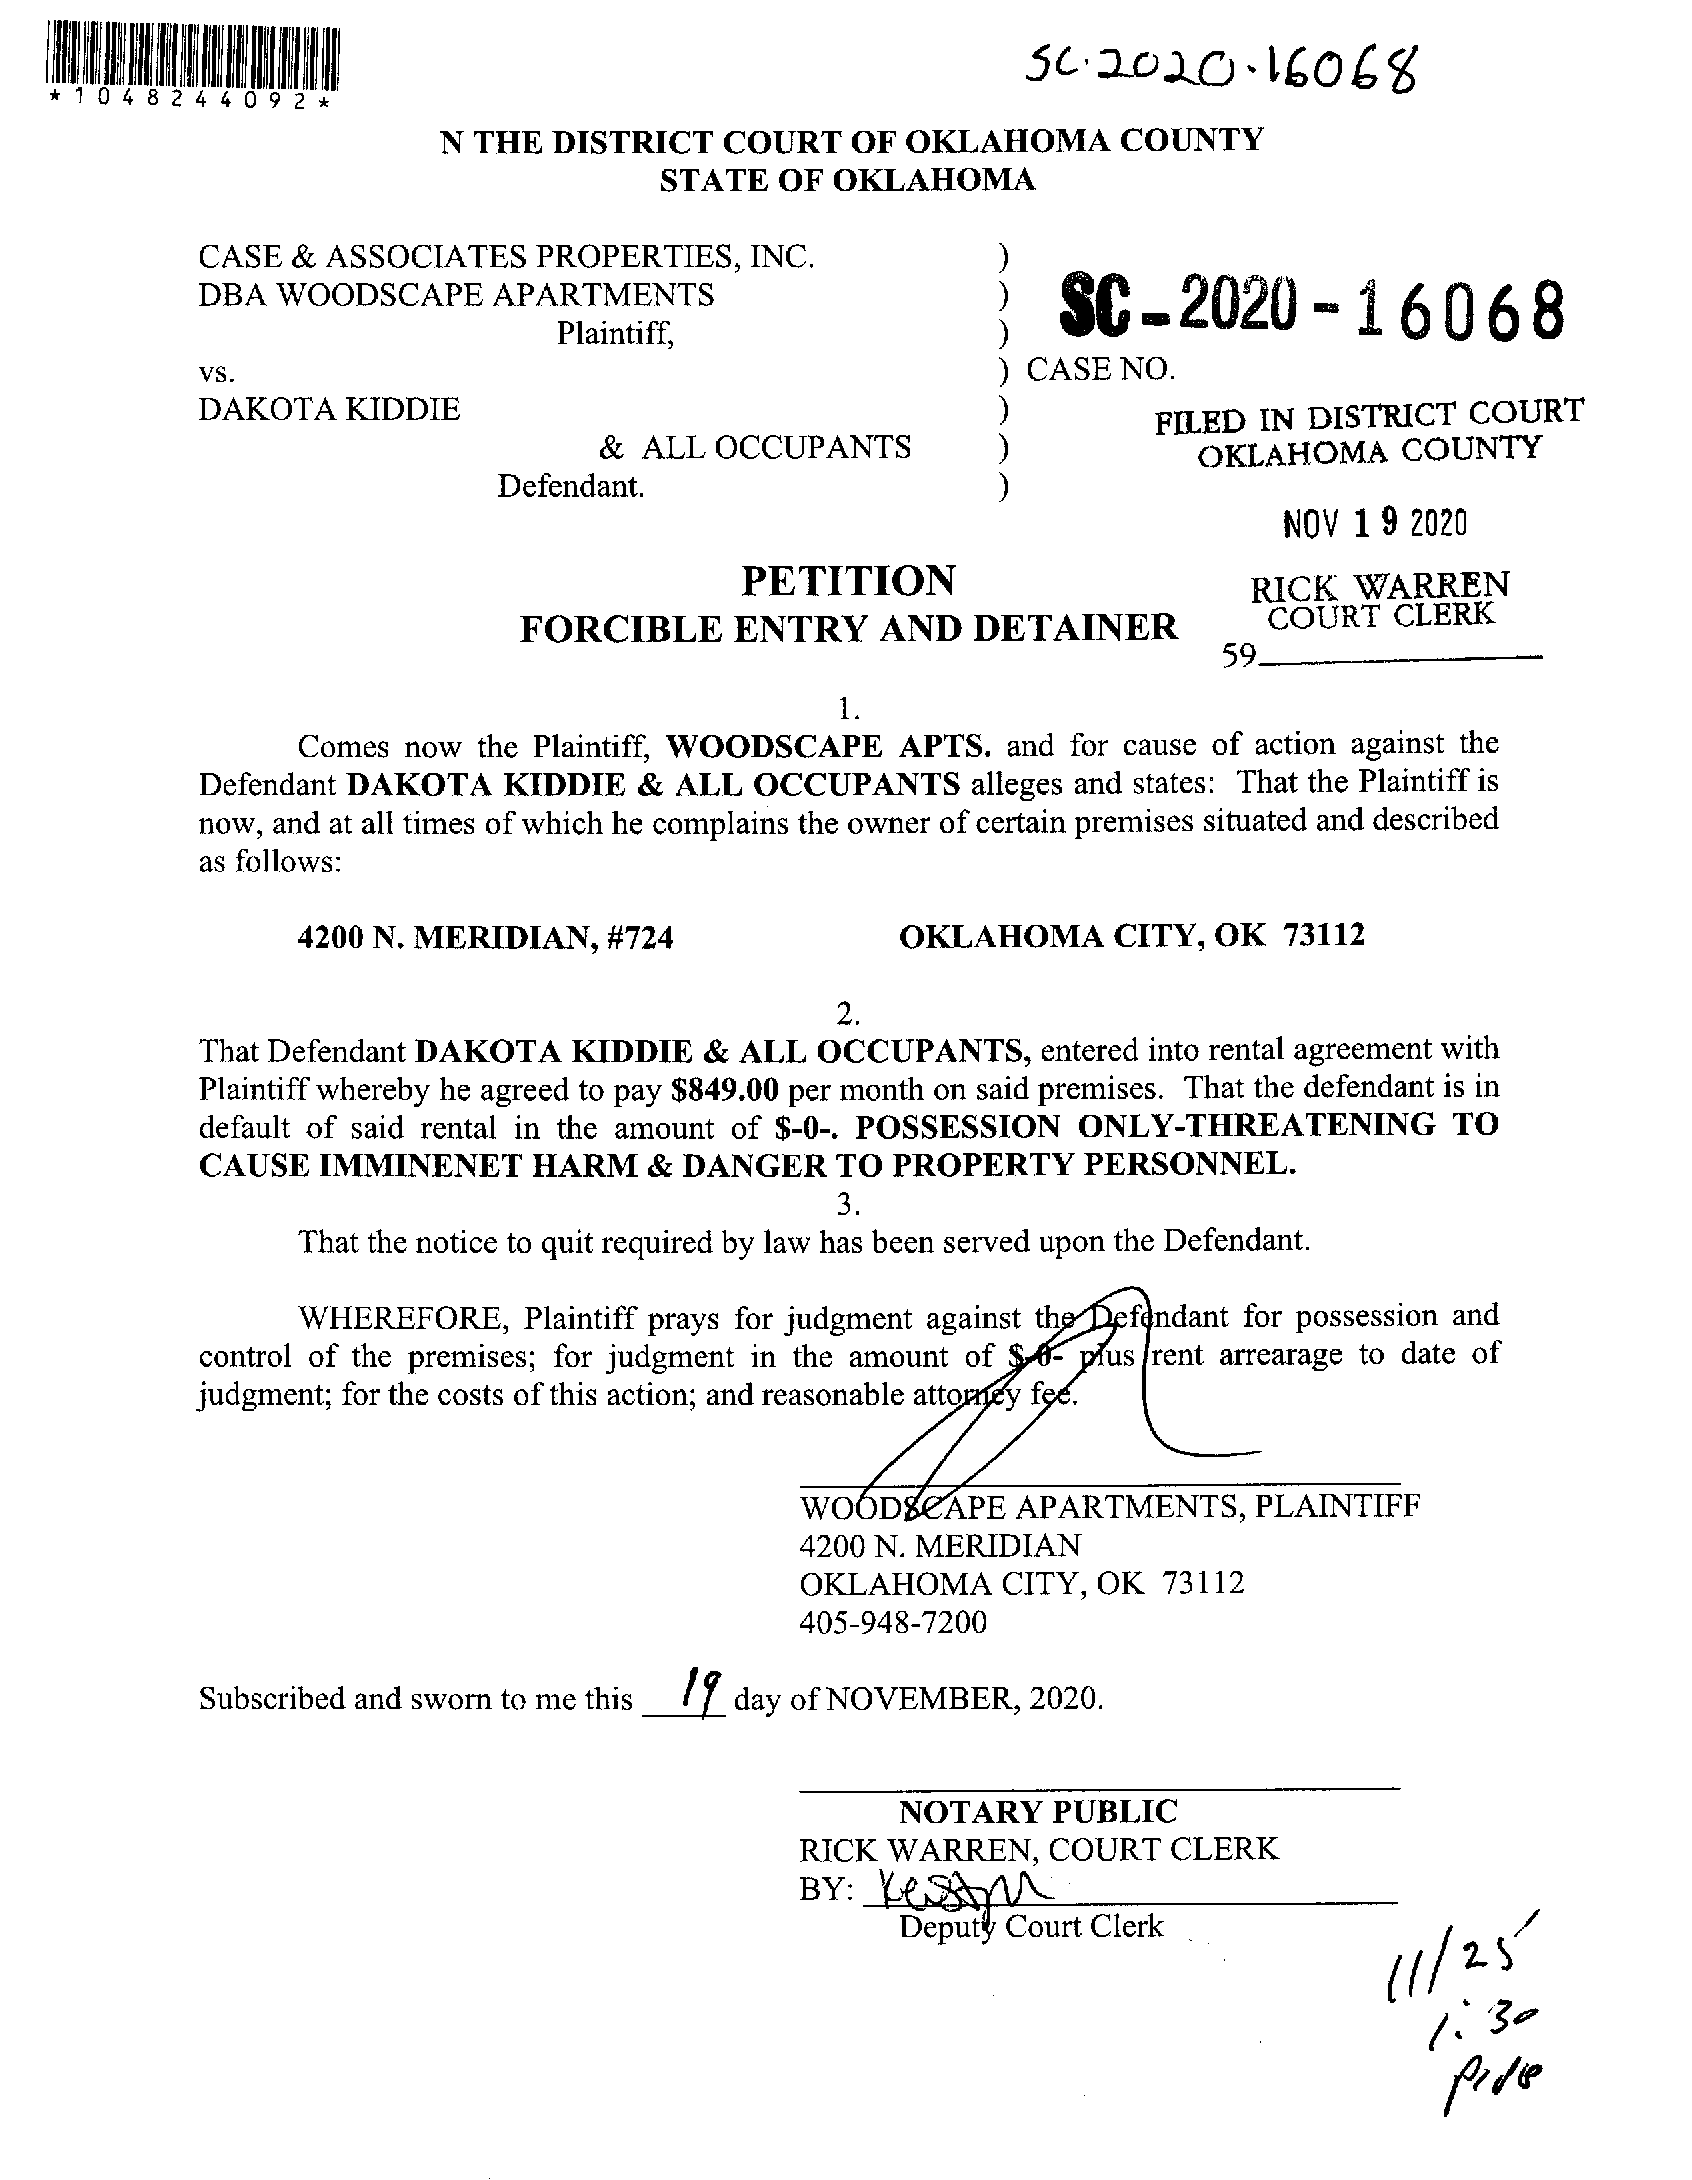 *1048244092*
SC-2020-16068
N THE DISTRICT COURT OF OKLAHOMA COUNTY
STATE OF OKLAHOMA
CASE & ASSOCIATES PROPERTIES, INC. )
DBA WOODSCAPE APARTMENTS )
SC-2020-16068
Plaintiff, )
vs. ) CASE NO.
DAKOTA KIDDIE )
FILED IN DISTRICT COURT
& ALL OCCUPANTS )
OKLAHOMA COUNTY
Defendant. )
NOV 19 2020
PETITION
RICK WARREN
FORCIBLE ENTRY AND DETAINER
COURT CLERK
59
1.
Comes now the Plaintiff, WOODSCAPE APTS. and for cause of action against the
Defendant DAKOTA KIDDIE & ALL OCCUPANTS alleges and states: That the Plaintiff is
now, and at all times of which he complains the owner of certain premises situated and described
as follows:
4200 N. MERIDIAN, #724 OKLAHOMA CITY, OK 73112
2.
That Defendant DAKOTA KIDDIE & ALL OCCUPANTS, entered into rental agreement with
Plaintiff whereby he agreed to pay $849.00 per month on said premises. That the defendant is in
default of said rental in the amount of $-0-. POSSESSION ONLY-THREATENING TO
CAUSE IMMINENET HARM & DANGER TO PROPERTY PERSONNEL.
3.
That the notice to quit required by law has been served upon the Defendant.
WHEREFORE, Plaintiff prays for judgment against the Defendant for possession and
control of the premises; for judgment in the amount of $-0- plus rent arrearage to date of
judgment; for the costs of this action; and reasonable attorney fee.
WOODSCAPE APARTMENTS, PLAINTIFF
4200 N. MERIDIAN
OKLAHOMA CITY, OK 73112
405-948-7200
Subscribed and sworn to me this 19 day of NOVEMBER, 2020.
NOTARY PUBLIC
RICK WARREN, COURT CLERK
BY:
Deputy Court Clerk
11/25
1:30